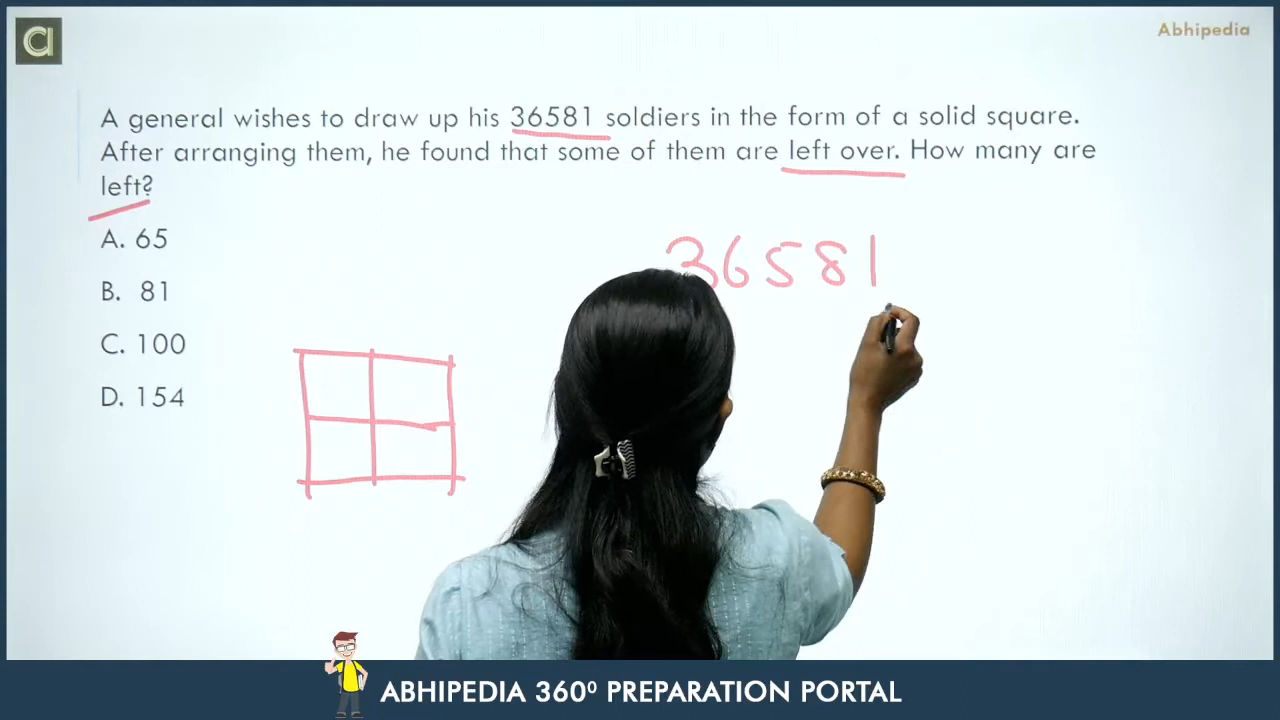 Abhipedia
A general wishes to draw up his 36581 soldiers in the form of a solid square.
After arranging them, he found that some of them are left over. How many are
left?
A. 65
B. 81
C. 100
D. 154
36581
ABHIPEDIA 360⁰ PREPARATION PORTAL